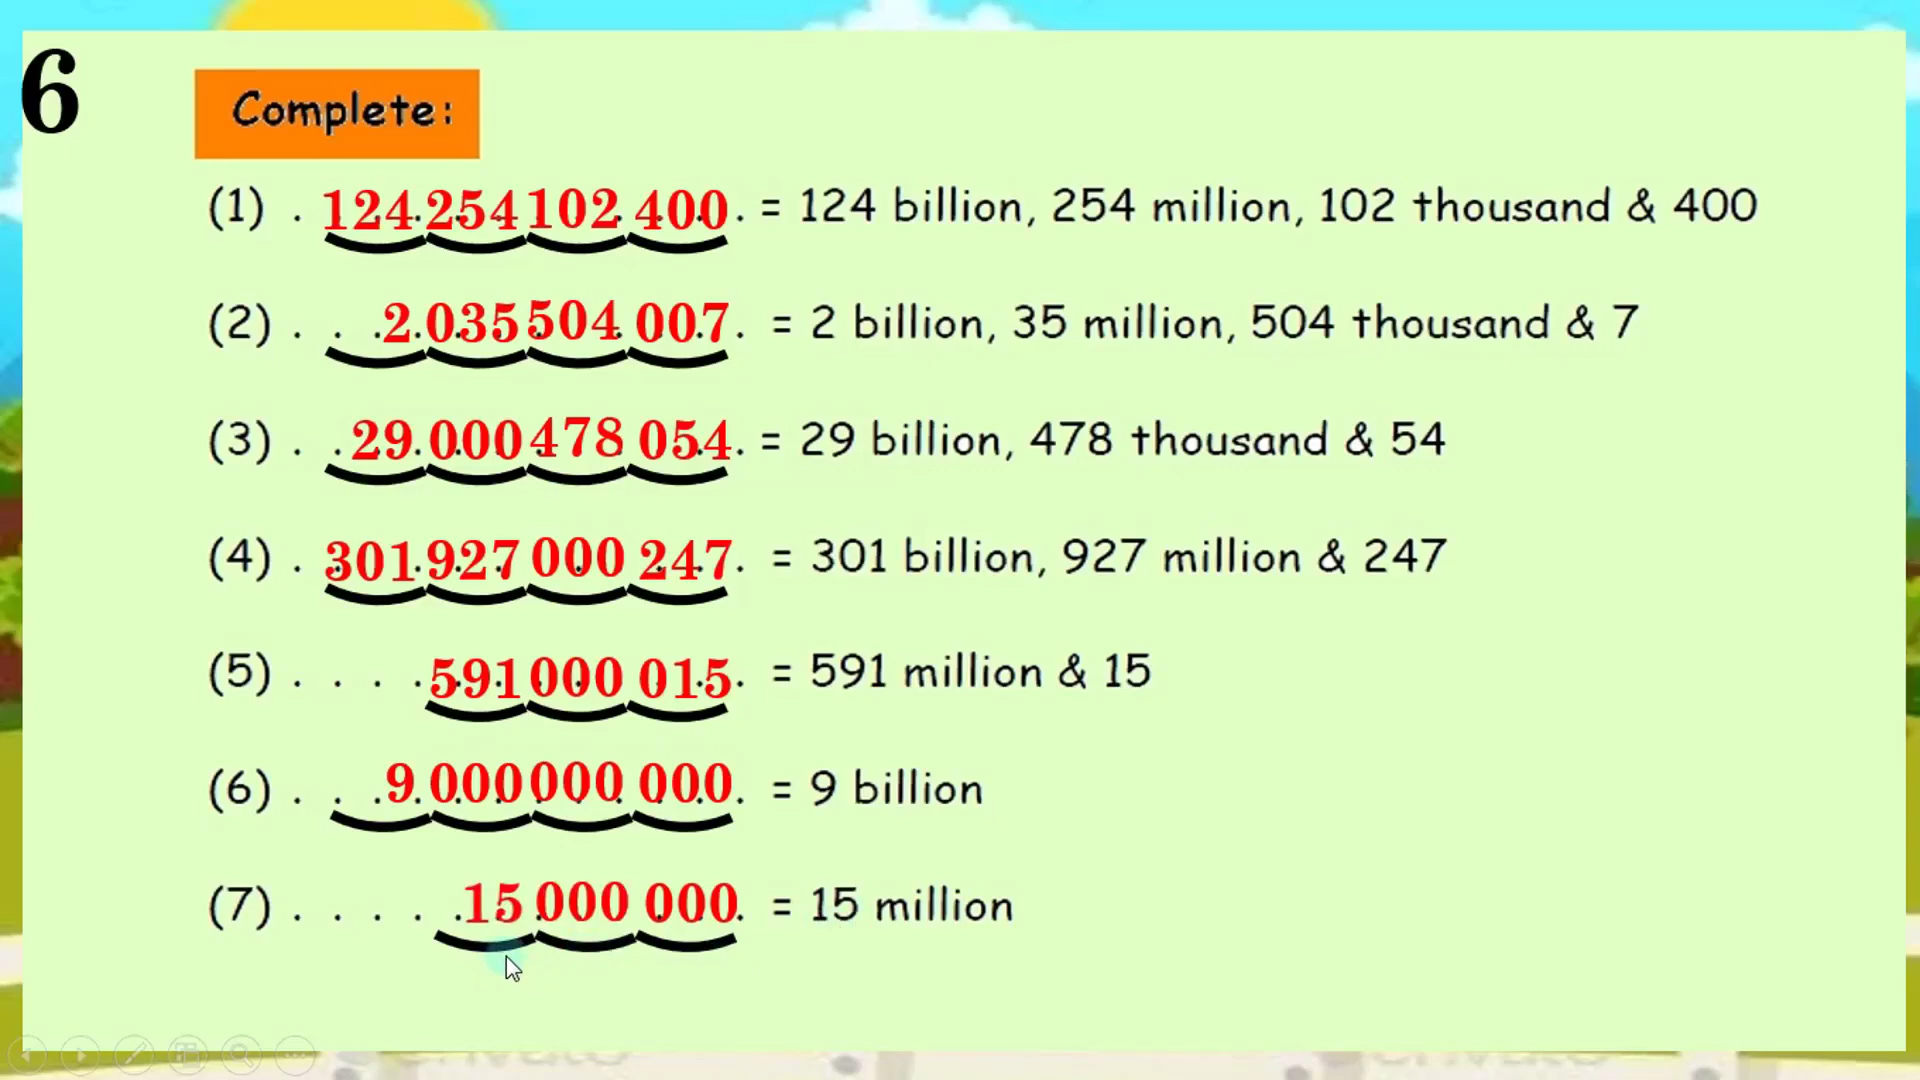 6
Complete:
(1) . 124 254 102 400 . = 124 billion, 254 million, 102 thousand & 400
(2) . . . 2 035 504 007 . = 2 billion, 35 million, 504 thousand & 7
(3) . . 29 000 478 054 . = 29 billion, 478 thousand & 54
(4) . 301 927 000 247 . = 301 billion, 927 million & 247
(5) . . . . 591 000 015 . = 591 million & 15
(6) . . . 9 000 000 000 . = 9 billion
(7) . . . . . 15 000 000 . = 15 million